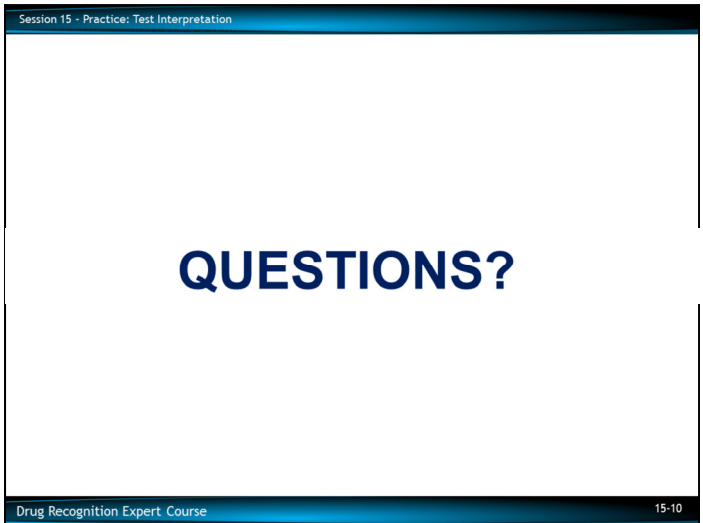 Session 15 - Practice: Test Interpretation
QUESTIONS?
Drug Recognition Expert Course
15-10